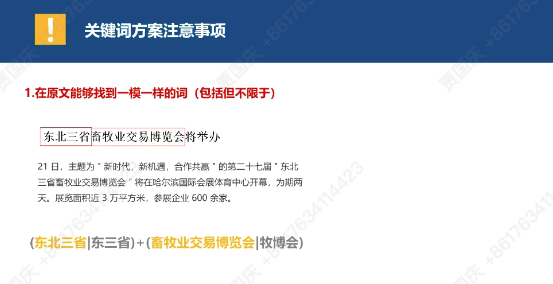 关键词方案注意事项
1.在原文能够找到一模一样的词（包括但不限于）
东北三省畜牧业交易博览会将举办
21 日，主题为＂新时代，新机遇，合作共赢＂的第二十七届＂东北
三省畜牧业交易博览会＂将在哈尔滨国际会展体育中心开幕，为期两
天。展览面积近 3 万平方米，参展企业 600 余家。
(东北三省|东三省)+(畜牧业交易博览会|牧博会)
贾国庆 +8617634114423